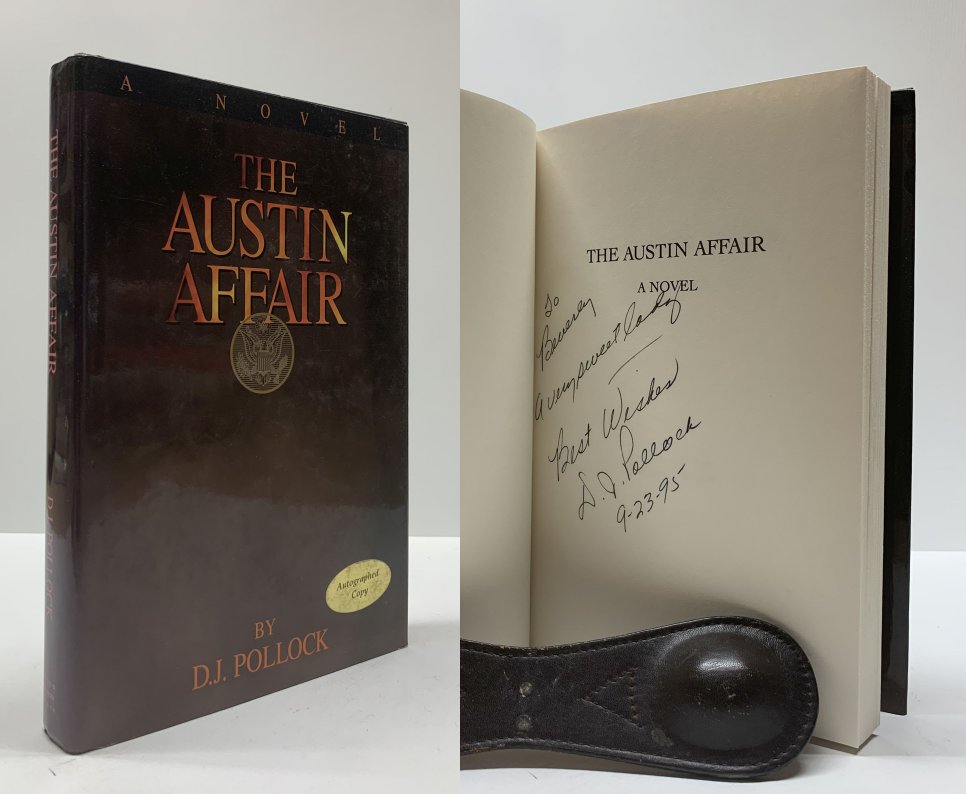 A NOVEL
THE
AUSTIN
AFFAIR
Autographed
Copy
BY
D.J. POLLOCK
THE AUSTIN AFFAIR
D.J. POLLOCK
THE AUSTIN AFFAIR
A NOVEL
To
Beverly
a very sweet lady
Best Wishes
D.J. Pollock
9-23-95